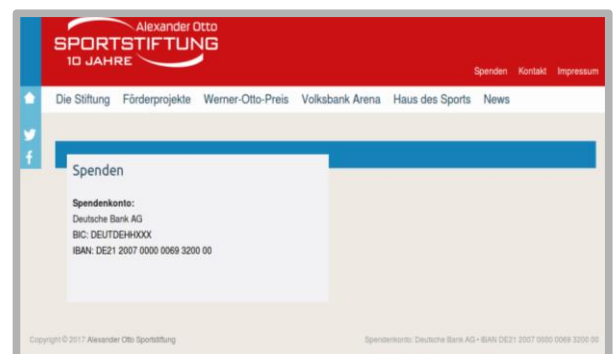 Alexander Otto
SPORTSTIFTUNG
10 JAHRE
Spenden Kontakt Impressum
Die Stiftung Förderprojekte Werner-Otto-Preis Volksbank Arena Haus des Sports News
Spenden
Spendenkonto:
Deutsche Bank AG
BIC: DEUTDEHHXXX
IBAN: DE21 2007 0000 0069 3200 00
Copyright © 2017 Alexander Otto Sportstiftung
Spendenkonto: Deutsche Bank AG • IBAN DE21 2007 0000 0069 3200 00